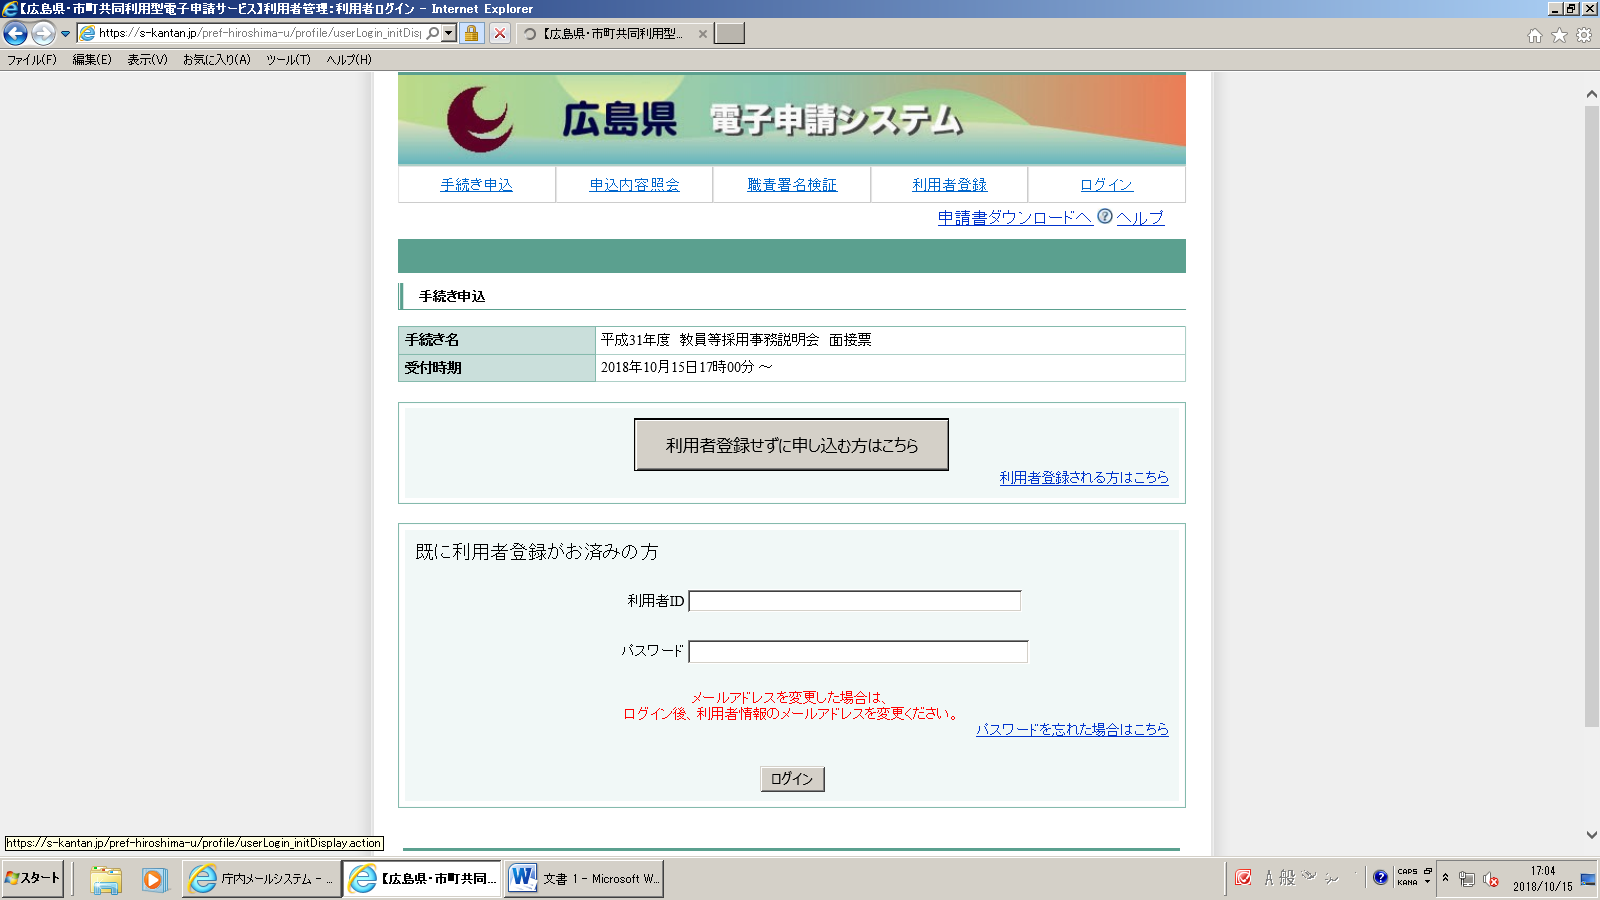 【広島県・市町共同利用型電子申請サービス】利用者管理：利用者ログイン - Internet Explorer
https://s-kantan.jp/pref-hiroshima-u/profile/userLogin_initDis
【広島県・市町共同利用型...
ファイル(F) 編集(E) 表示(V) お気に入り(A) ツール(T) ヘルプ(H)
広島県 電子申請システム
手続き申込 申込内容照会 職責署名検証 利用者登録 ログイン
申請書ダウンロードへ ヘルプ
手続き申込
手続き名 平成31年度 教員等採用事務説明会 面接票
受付時期 2018年10月15日17時00分 ～
利用者登録せずに申し込む方はこちら
利用者登録される方はこちら
既に利用者登録がお済みの方
利用者ID
パスワード
メールアドレスを変更した場合は、
ログイン後、利用者情報のメールアドレスを変更ください。
パスワードを忘れた場合はこちら
ログイン
https://s-kantan.jp/pref-hiroshima-u/profile/userLogin_initDisplay.action
スタート 庁内メールシステム - ... 【広島県・市町共同... 文書 1 - Microsoft W...
A 般 CAPS KANA 17:04
2018/10/15